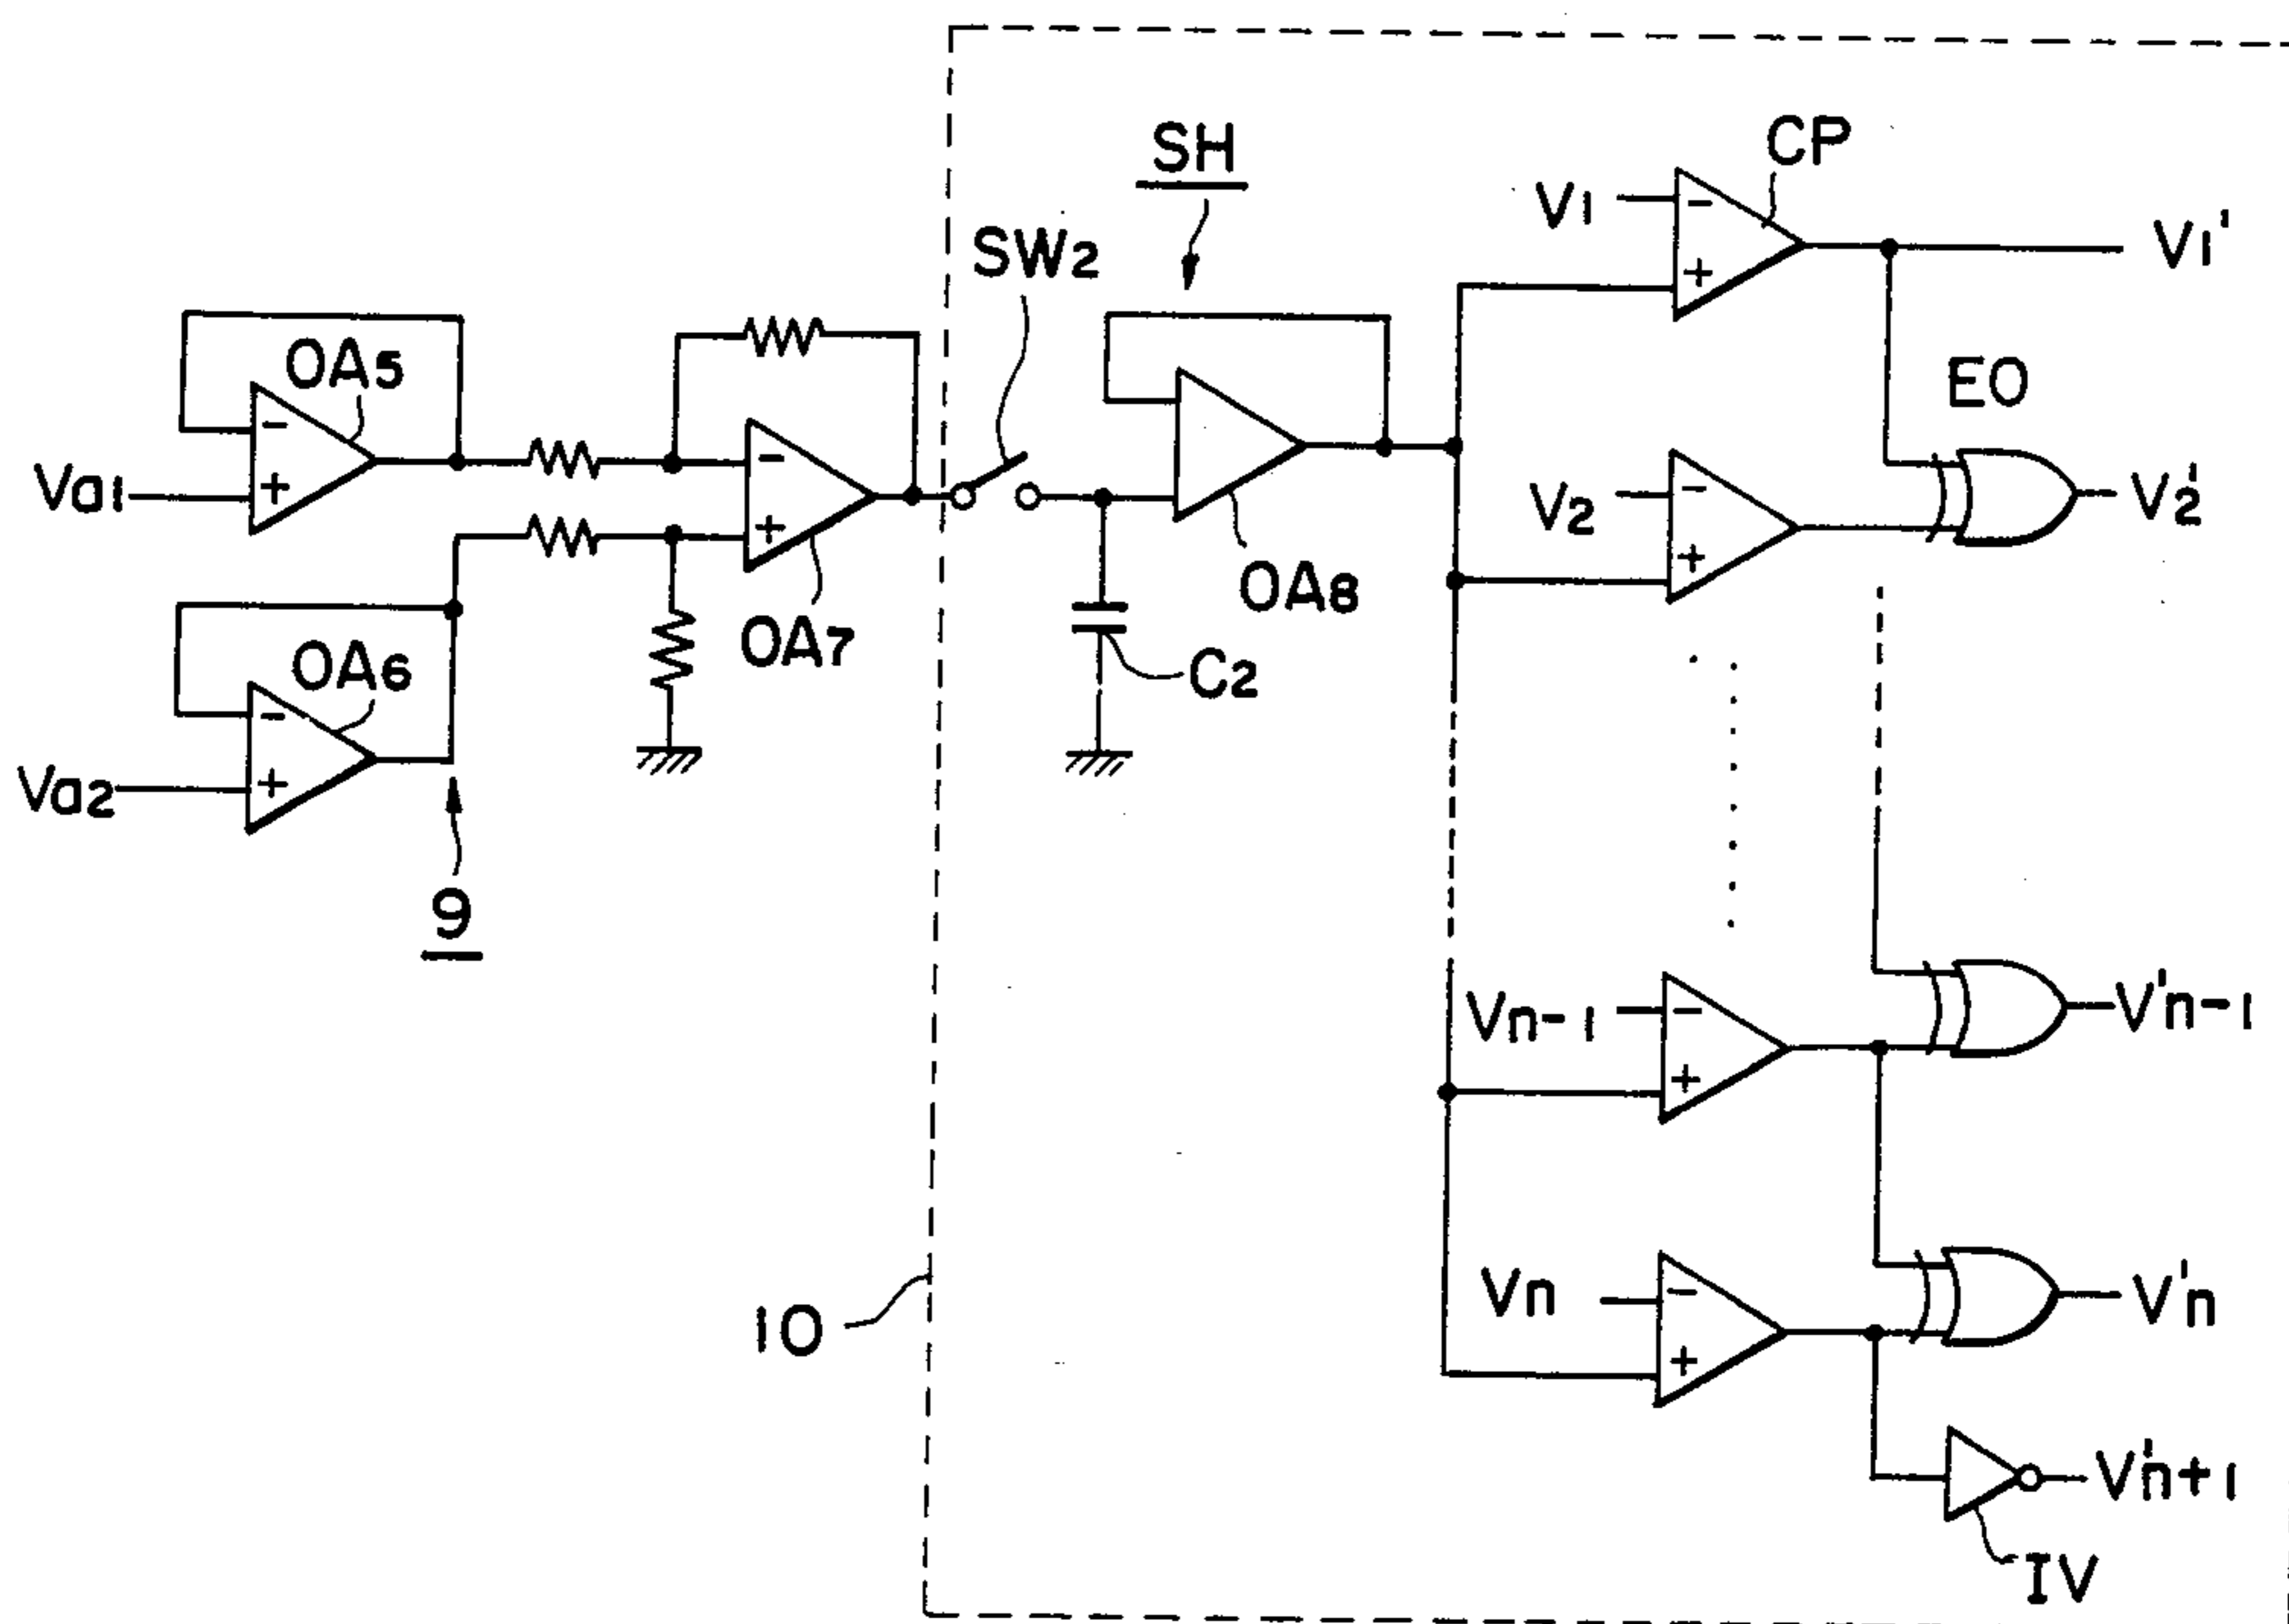 CP
SH
V1
V1'
SW2
OA5
EO
Va1
V2
V2'
OA8
OA7
OA6
C2
Va2
9
Vn-1
V'n-1
10
Vn
V'n
V'n+1
IV